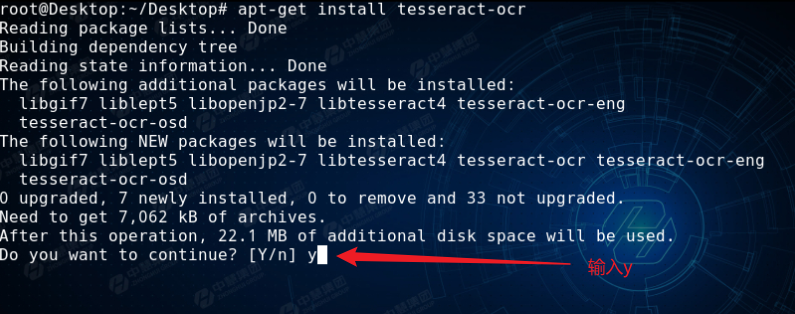 root@Desktop:~/Desktop# apt-get install tesseract-ocr
Reading package lists... Done
Building dependency tree
Reading state information... Done
The following additional packages will be installed:
  libgif7 liblept5 libopenjp2-7 libtesseract4 tesseract-ocr-eng
  tesseract-ocr-osd
The following NEW packages will be installed:
  libgif7 liblept5 libopenjp2-7 libtesseract4 tesseract-ocr tesseract-ocr-eng
  tesseract-ocr-osd
0 upgraded, 7 newly installed, 0 to remove and 33 not upgraded.
Need to get 7,062 kB of archives.
After this operation, 22.1 MB of additional disk space will be used.
Do you want to continue? [Y/n] y
输入y